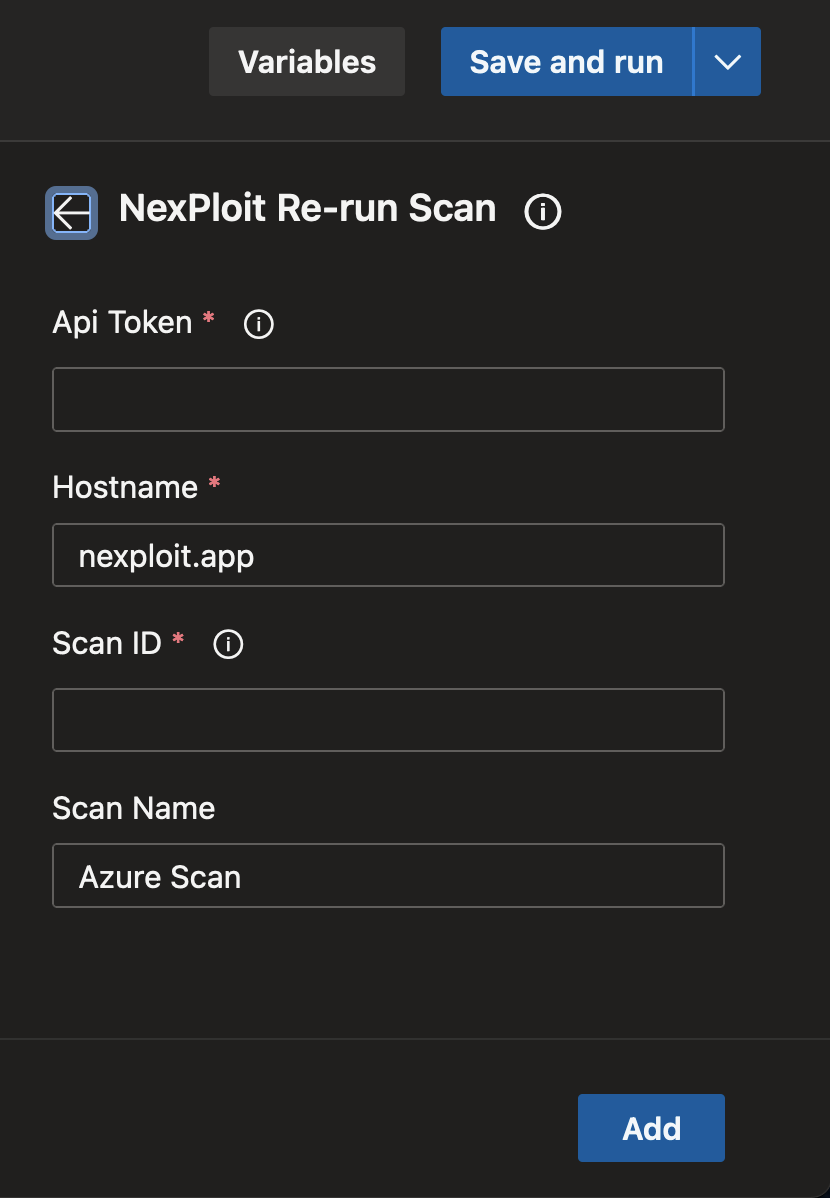 Variables
Save and run
NexPloit Re-run Scan
Api Token *
Hostname *
nexploit.app
Scan ID *
Scan Name
Azure Scan
Add